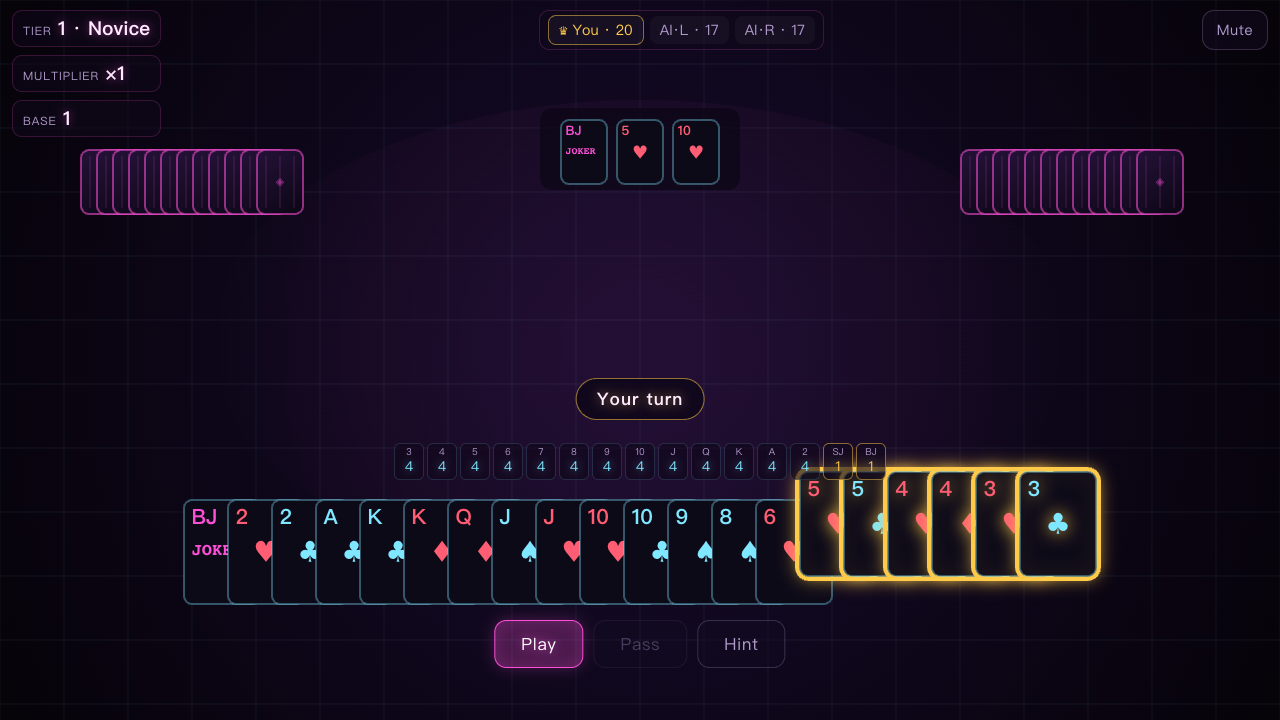 TIER 1 · Novice
MULTIPLIER ×1
BASE 1
♛ You · 20
AI·L · 17
AI·R · 17
Mute
BJ
JOKER
5
10
Your turn
3 4 5 6 7 8 9 10 J Q K A 2 SJ BJ
4 4 4 4 4 4 4 4 4 4 4 4 4 1 1
BJ 2 2 A K K Q J J 10 10 9 8 6 5 5 4 4 3 3
JOKE
Play
Pass
Hint